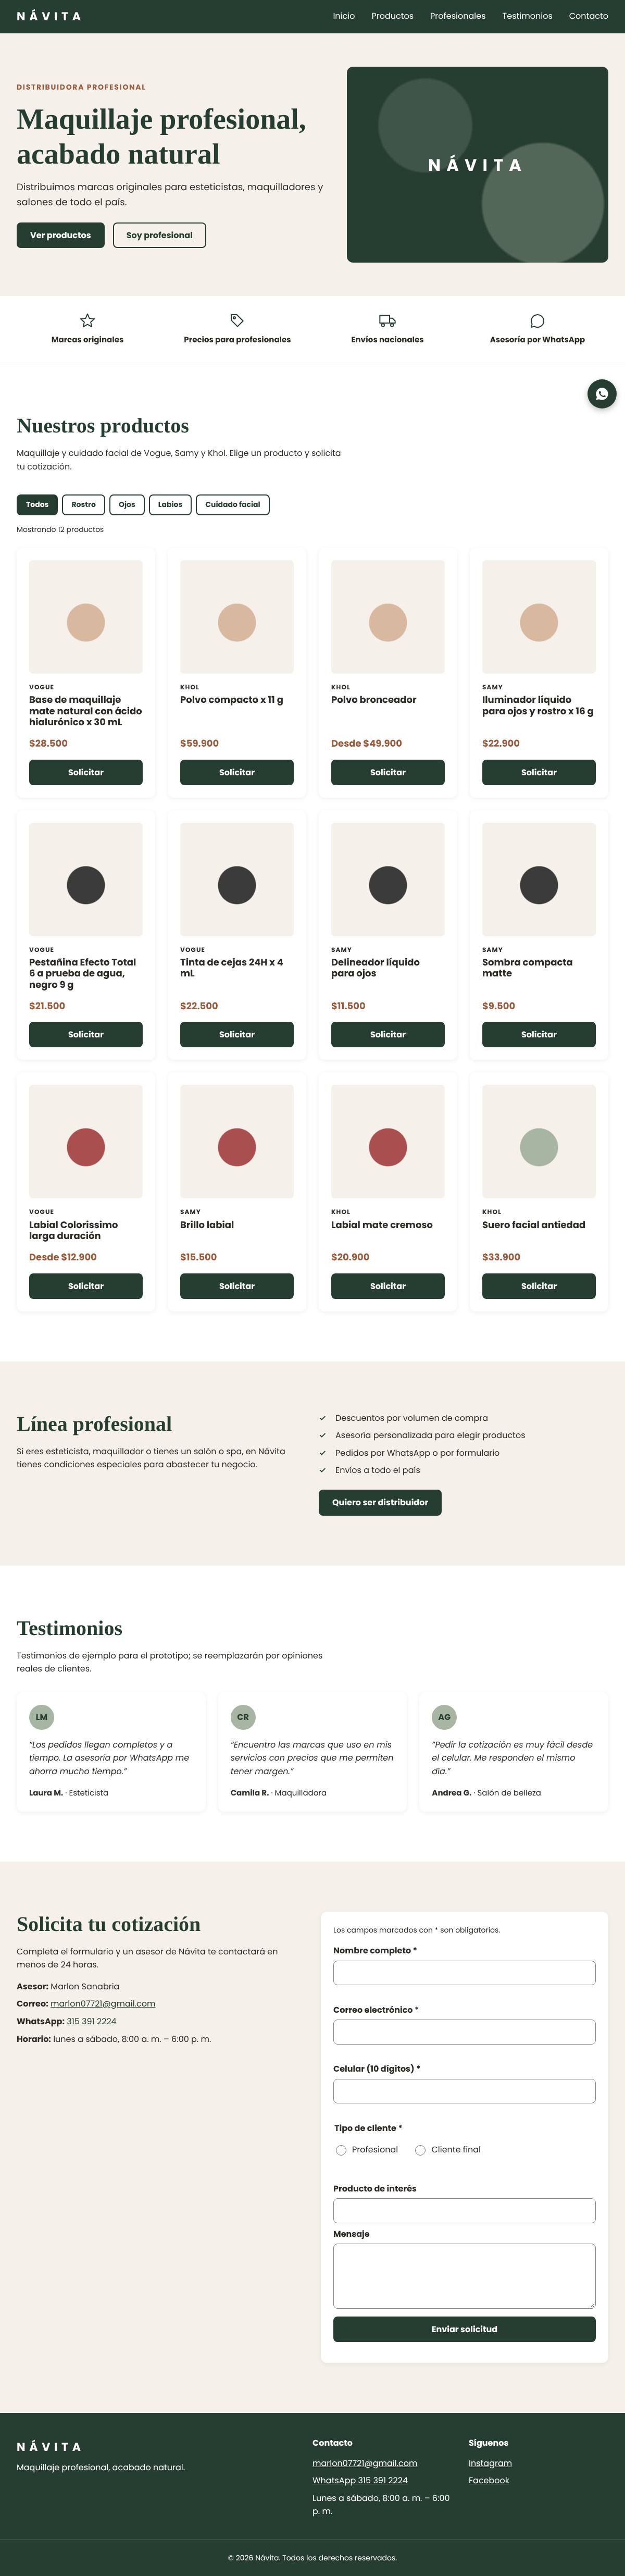 NÁVITA
Inicio Productos Profesionales Testimonios Contacto
DISTRIBUIDORA PROFESIONAL
Maquillaje profesional,
acabado natural
Distribuimos marcas originales para esteticistas, maquilladores y
salones de todo el país.
Ver productos Soy profesional
NÁVITA
Marcas originales Precios para profesionales Envíos nacionales Asesoría por WhatsApp
Nuestros productos
Maquillaje y cuidado facial de Vogue, Samy y Khol. Elige un producto y solicita
tu cotización.
Todos Rostro Ojos Labios Cuidado facial
Mostrando 12 productos
VOGUE
Base de maquillaje
mate natural con ácido
hialurónico x 30 mL
$28.500
Solicitar
KHOL
Polvo compacto x 11 g
$59.900
Solicitar
KHOL
Polvo bronceador
Desde $49.900
Solicitar
SAMY
Iluminador líquido
para ojos y rostro x 16 g
$22.900
Solicitar
VOGUE
Pestañina Efecto Total
6 a prueba de agua,
negro 9 g
$21.500
Solicitar
VOGUE
Tinta de cejas 24H x 4
mL
$22.500
Solicitar
SAMY
Delineador líquido
para ojos
$11.500
Solicitar
SAMY
Sombra compacta
matte
$9.500
Solicitar
VOGUE
Labial Colorissimo
larga duración
Desde $12.900
Solicitar
SAMY
Brillo labial
$15.500
Solicitar
KHOL
Labial mate cremoso
$20.900
Solicitar
KHOL
Suero facial antiedad
$33.900
Solicitar
Línea profesional
Si eres esteticista, maquillador o tienes un salón o spa, en Návita
tienes condiciones especiales para abastecer tu negocio.
Descuentos por volumen de compra
Asesoría personalizada para elegir productos
Pedidos por WhatsApp o por formulario
Envíos a todo el país
Quiero ser distribuidor
Testimonios
Testimonios de ejemplo para el prototipo; se reemplazarán por opiniones
reales de clientes.
LM
“Los pedidos llegan completos y a
tiempo. La asesoría por WhatsApp me
ahorra mucho tiempo.”
Laura M. · Esteticista
CR
“Encuentro las marcas que uso en mis
servicios con precios que me permiten
tener margen.”
Camila R. · Maquilladora
AG
“Pedir la cotización es muy fácil desde
el celular. Me responden el mismo
día.”
Andrea G. · Salón de belleza
Solicita tu cotización
Completa el formulario y un asesor de Návita te contactará en
menos de 24 horas.
Asesor: Marlon Sanabria
Correo: marlon07721@gmail.com
WhatsApp: 315 391 2224
Horario: lunes a sábado, 8:00 a. m. – 6:00 p. m.
Los campos marcados con * son obligatorios.
Nombre completo *
Correo electrónico *
Celular (10 dígitos) *
Tipo de cliente *
Profesional Cliente final
Producto de interés
Mensaje
Enviar solicitud
NÁVITA
Maquillaje profesional, acabado natural.
Contacto
marlon07721@gmail.com
WhatsApp 315 391 2224
Lunes a sábado, 8:00 a. m. – 6:00
p. m.
Síguenos
Instagram
Facebook
© 2026 Návita. Todos los derechos reservados.